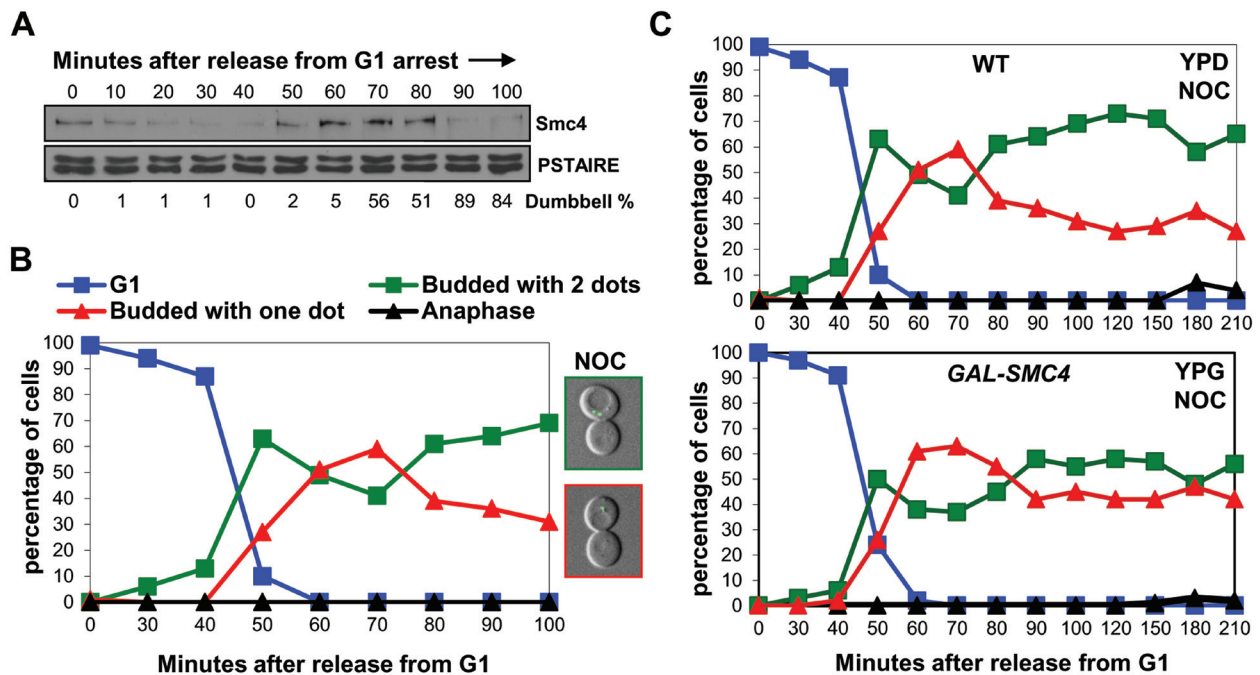 A
Minutes after release from G1 arrest
0 10 20 30 40 50 60 70 80 90 100
Smc4
PSTAIRE
0 1 1 1 0 2 5 56 51 89 84 Dumbbell %
B
G1
Budded with 2 dots
Budded with one dot
Anaphase
percentage of cells
100
90
80
70
60
50
40
30
20
10
0
0 30 40 50 60 70 80 90 100
Minutes after release from G1
NOC
C
WT
YPD
NOC
percentage of cells
100
90
80
70
60
50
40
30
20
10
0
0 30 40 50 60 70 80 90 100 120 150 180 210
GAL-SMC4
YPG
NOC
percentage of cells
100
90
80
70
60
50
40
30
20
10
0
0 30 40 50 60 70 80 90 100 120 150 180 210
Minutes after release from G1